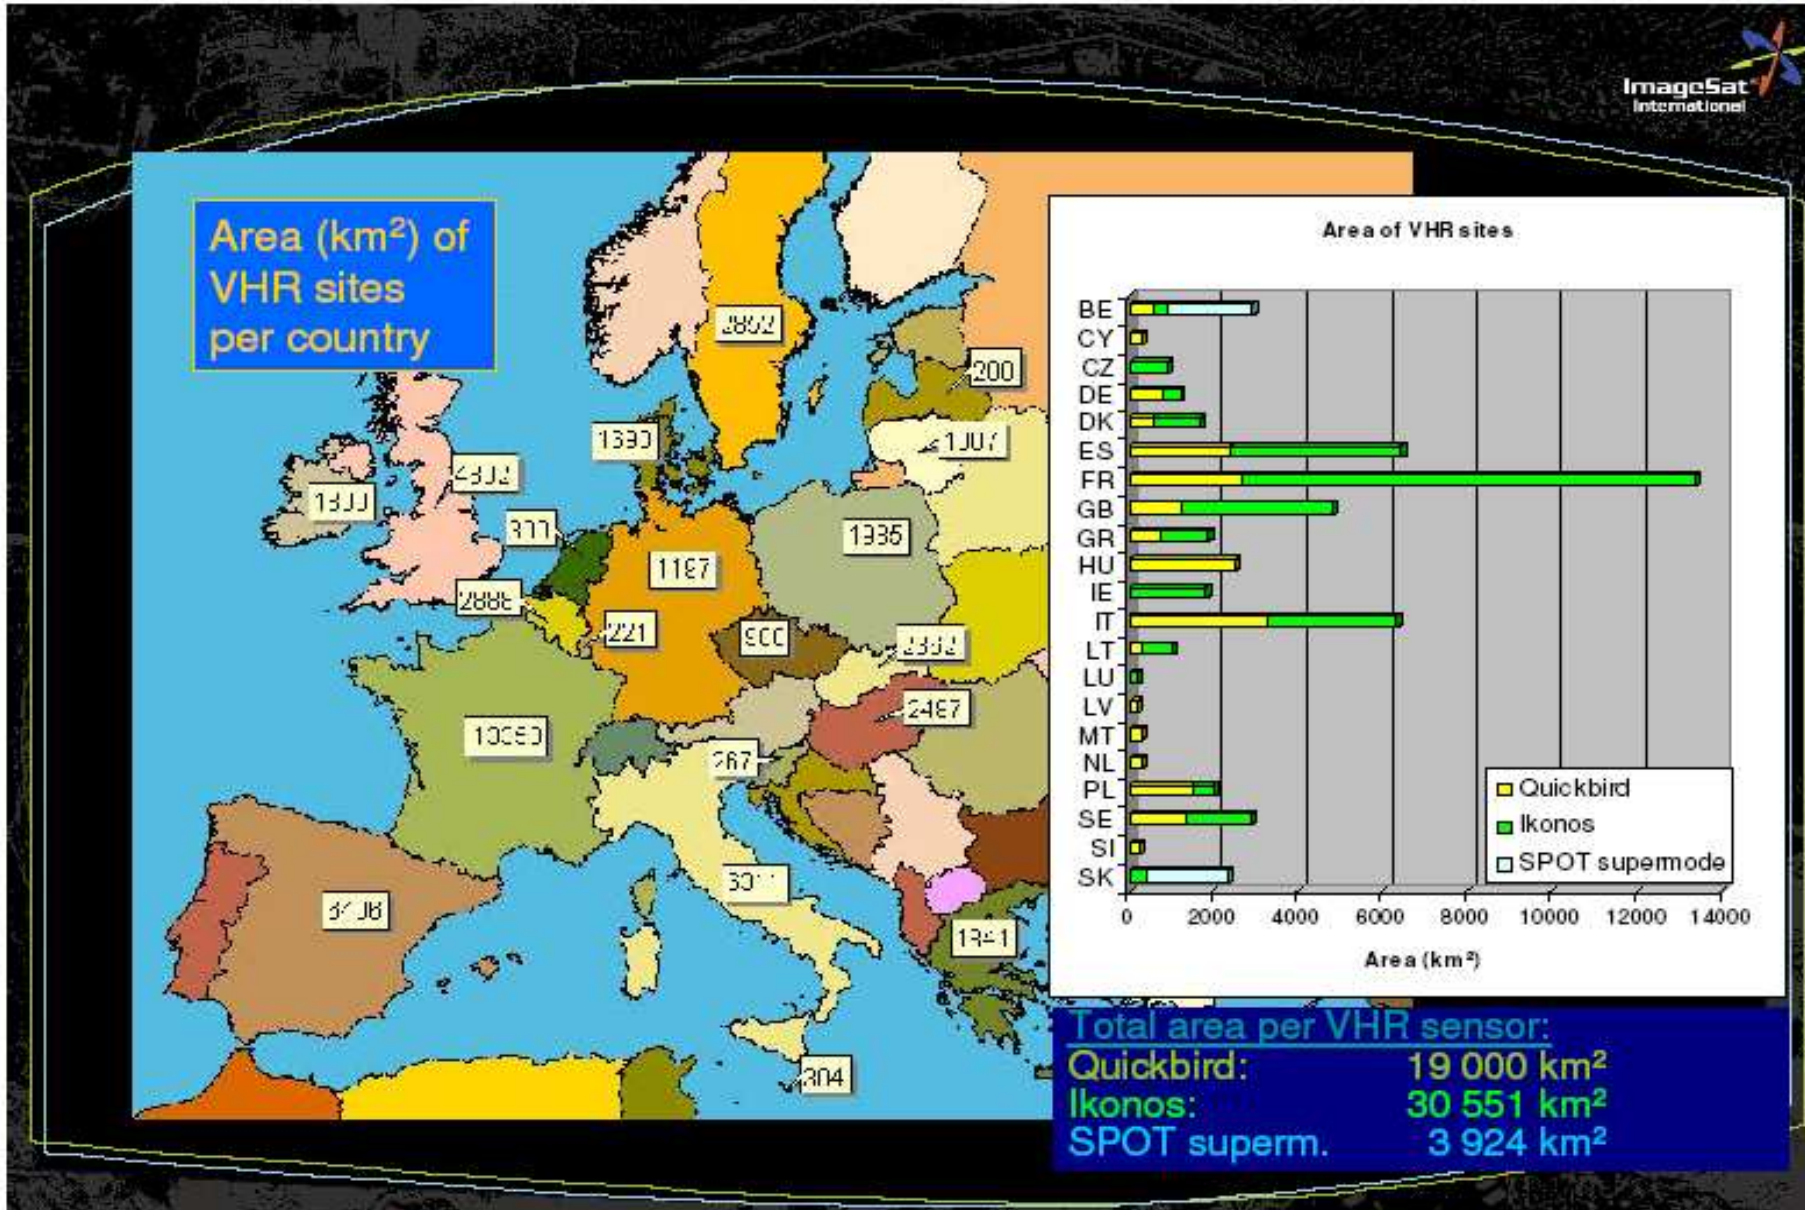 ImageSat
International
Area (km²) of
VHR sites
per country
200
221
2487
267
304
Area of VHR sites
BE
CY
CZ
DE
DK
ES
FR
GB
GR
HU
IE
IT
LT
LU
LV
MT
NL
PL
SE
SI
SK
Quickbird
Ikonos
SPOT supermode
0 2000 4000 6000 8000 10000 12000 14000
Area (km²)
Total area per VHR sensor:
Quickbird: 19 000 km²
Ikonos: 30 551 km²
SPOT superm. 3 924 km²